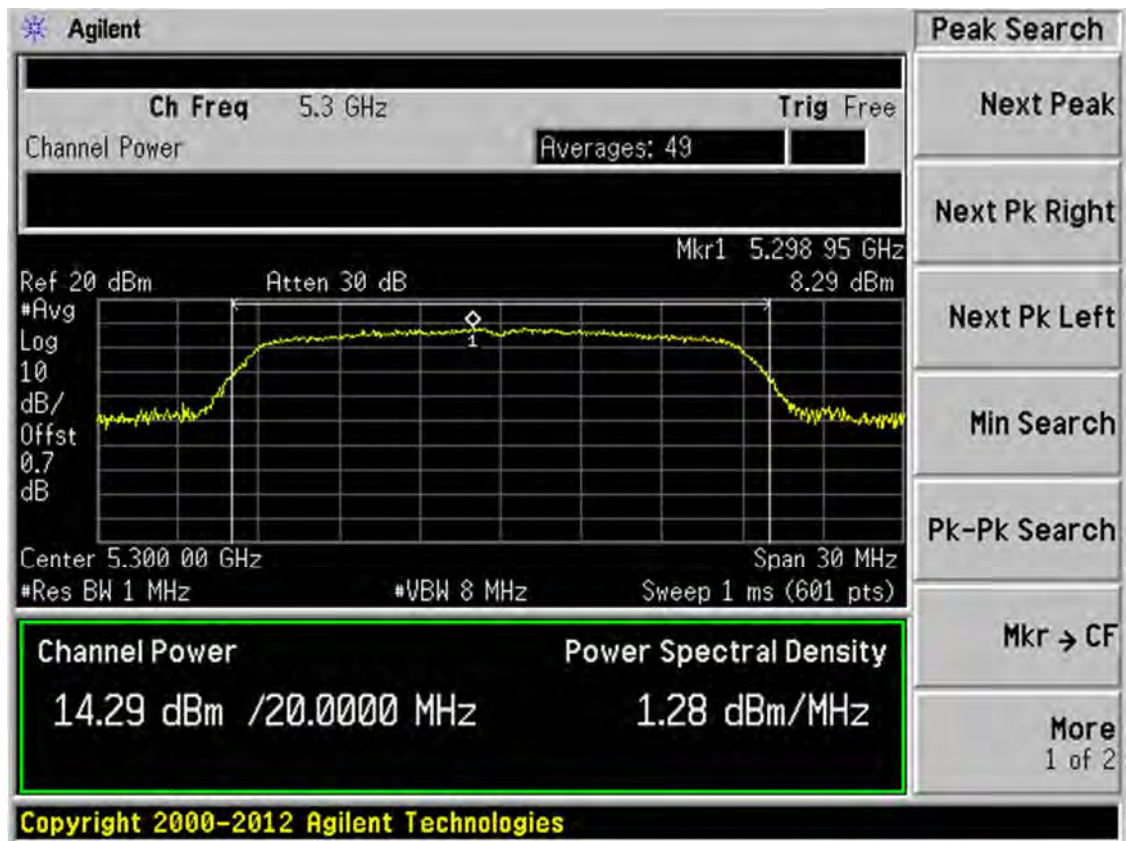 Agilent
Peak Search
Ch Freq 5.3 GHz Trig Free
Channel Power
Averages: 49
Mkr1 5.298 95 GHz
Ref 20 dBm Atten 30 dB 8.29 dBm
#Avg
Log
10
dB/
Offst
0.7
dB
1
Center 5.300 00 GHz Span 30 MHz
#Res BW 1 MHz #VBW 8 MHz Sweep 1 ms (601 pts)
Channel Power
14.29 dBm /20.0000 MHz
Power Spectral Density
1.28 dBm/MHz
Next Peak
Next Pk Right
Next Pk Left
Min Search
Pk-Pk Search
Mkr → CF
More
1 of 2
Copyright 2000-2012 Agilent Technologies